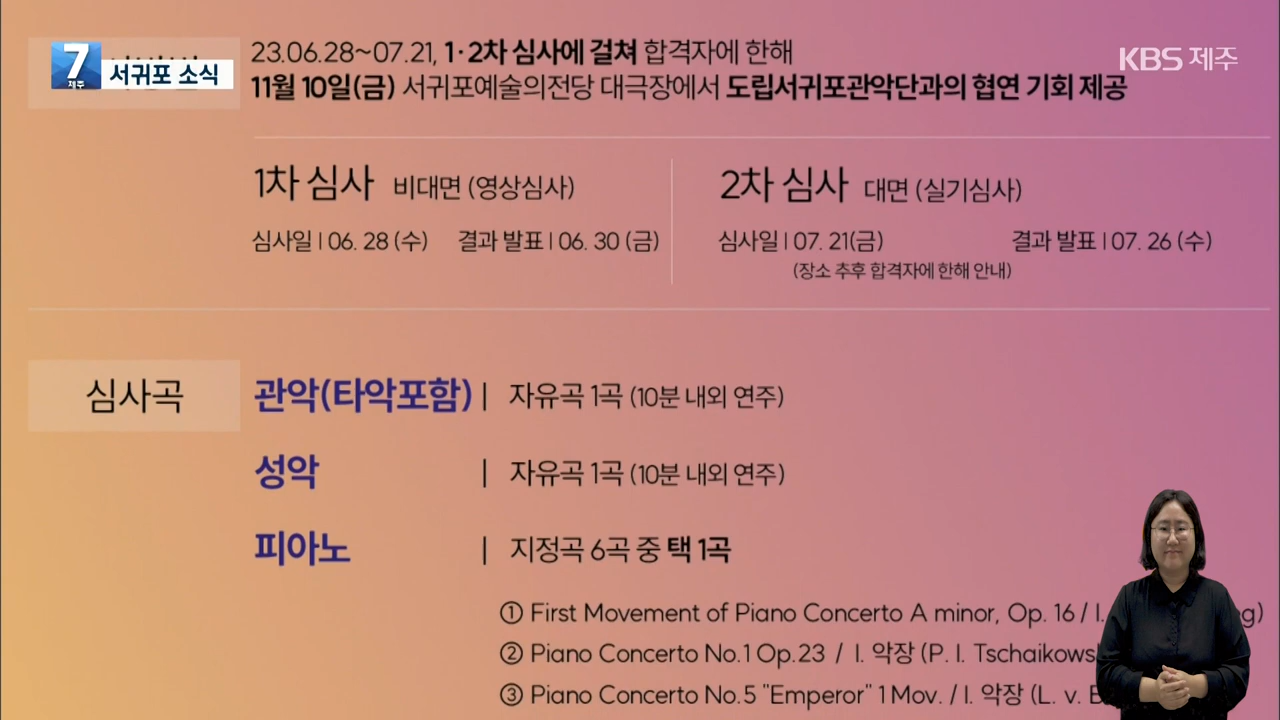 7 제주 서귀포 소식
KBS 제주
23.06.28~07.21, 1·2차 심사에 걸쳐 합격자에 한해
11월 10일(금) 서귀포예술의전당 대극장에서 도립서귀포관악단과의 협연 기회 제공
1차 심사 비대면 (영상심사)
심사일 | 06. 28 (수) 결과 발표 | 06. 30 (금)
2차 심사 대면 (실기심사)
심사일 | 07. 21(금) 결과 발표 | 07. 26 (수)
(장소 추후 합격자에 한해 안내)
심사곡
관악(타악포함) | 자유곡 1곡 (10분 내외 연주)
성악 | 자유곡 1곡 (10분 내외 연주)
피아노 | 지정곡 6곡 중 택 1곡
① First Movement of Piano Concerto A minor, Op. 16 / I.
② Piano Concerto No.1 Op.23 / I. 악장 (P. I. Tschaikows
③ Piano Concerto No.5 "Emperor" 1 Mov. / I. 악장 (L. v.